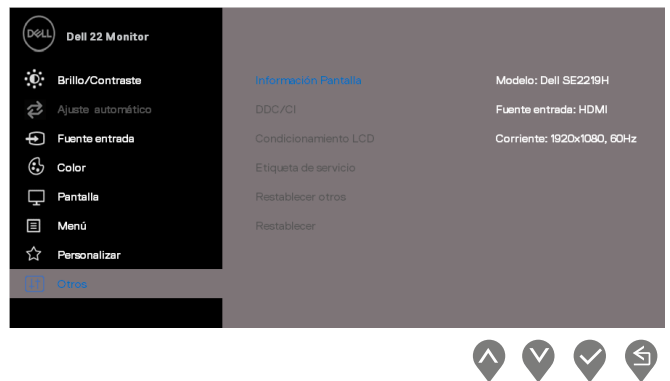 DELL
Dell 22 Monitor
Brillo/Contraste
Información Pantalla
Modelo: Dell SE2219H
Ajuste automático
DDC/CI
Fuente entrada: HDMI
Fuente entrada
Condicionamiento LCD
Corriente: 1920x1080, 60Hz
Color
Etiqueta de servicio
Pantalla
Restablecer otros
Menú
Restablecer
Personalizar
Otros